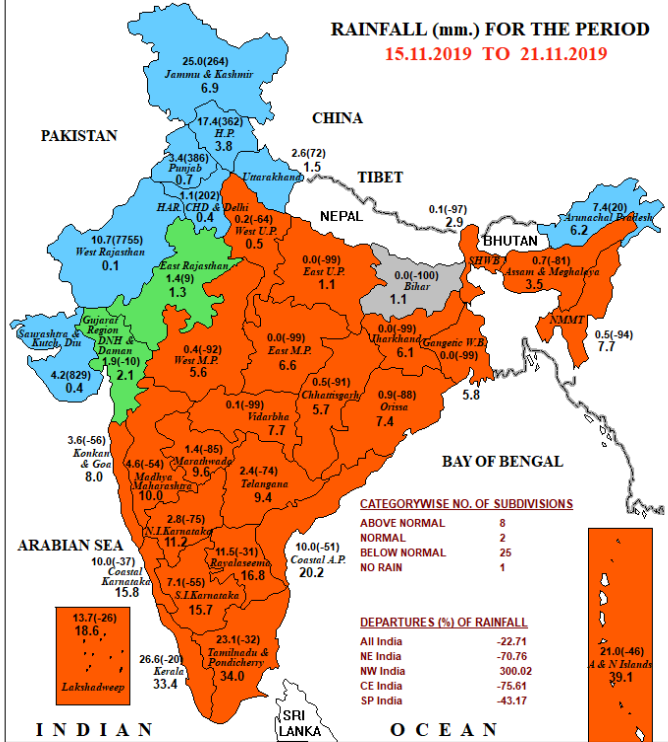 RAINFALL (mm.) FOR THE PERIOD
15.11.2019 TO 21.11.2019
25.0(264)
Jammu & Kashmir
6.9
CHINA
PAKISTAN
17.4(362)
H.P.
3.8
3.4(386)
Punjab
0.7
2.6(72)
1.5
Uttarakhand
TIBET
1.1(202)
HAR. CHD & Delhi
0.4
NEPAL
0.2(-64)
West U.P.
0.5
0.1(-97)
2.9
7.4(20)
Arunachal Pradesh
6.2
BHUTAN
10.7(7755)
West Rajasthan
0.1
East Rajasthan
1.4(9)
1.3
0.0(-99)
East U.P.
1.1
0.0(-100)
Bihar
1.1
SHWB
0.7(-81)
Assam & Meghalaya
3.5
NMMT
0.5(-94)
7.7
Saurashtra &
Kutch, Diu
4.2(829)
0.4
Gujarat
Region
DNH &
Daman
1.9(-10)
2.1
0.4(-92)
West M.P.
5.6
0.0(-99)
East M.P.
6.6
0.0(-99)
Jharkhand
6.1
Gangetic W.B.
0.0(-99)
5.8
0.5(-91)
Chhattisgarh
5.7
0.9(-88)
Orissa
7.4
0.1(-99)
Vidarbha
7.7
3.6(-56)
Konkan
& Goa
8.0
4.6(-54)
Madhya
Maharashtra
10.0
1.4(-85)
Marathwada
9.6
2.4(-74)
Telangana
9.4
BAY OF BENGAL
2.8(-75)
N.I.Karnataka
11.2
ARABIAN SEA
10.0(-37)
Coastal
Karnataka
15.8
11.5(-31)
Rayalaseema
16.8
10.0(-51)
Coastal A.P.
20.2
7.1(-55)
S.I.Karnataka
15.7
13.7(-26)
18.6
Lakshadweep
26.6(-20)
Kerala
33.4
23.1(-32)
Tamilnadu &
Pondicherry
34.0
CATEGORYWISE NO. OF SUBDIVISIONS
ABOVE NORMAL 8
NORMAL 2
BELOW NORMAL 25
NO RAIN 1
DEPARTURES (%) OF RAINFALL
All India -22.71
NE India -70.76
NW India 300.02
CE India -75.61
SP India -43.17
21.0(-46)
A & N Islands
39.1
SRI
LANKA
INDIAN OCEAN